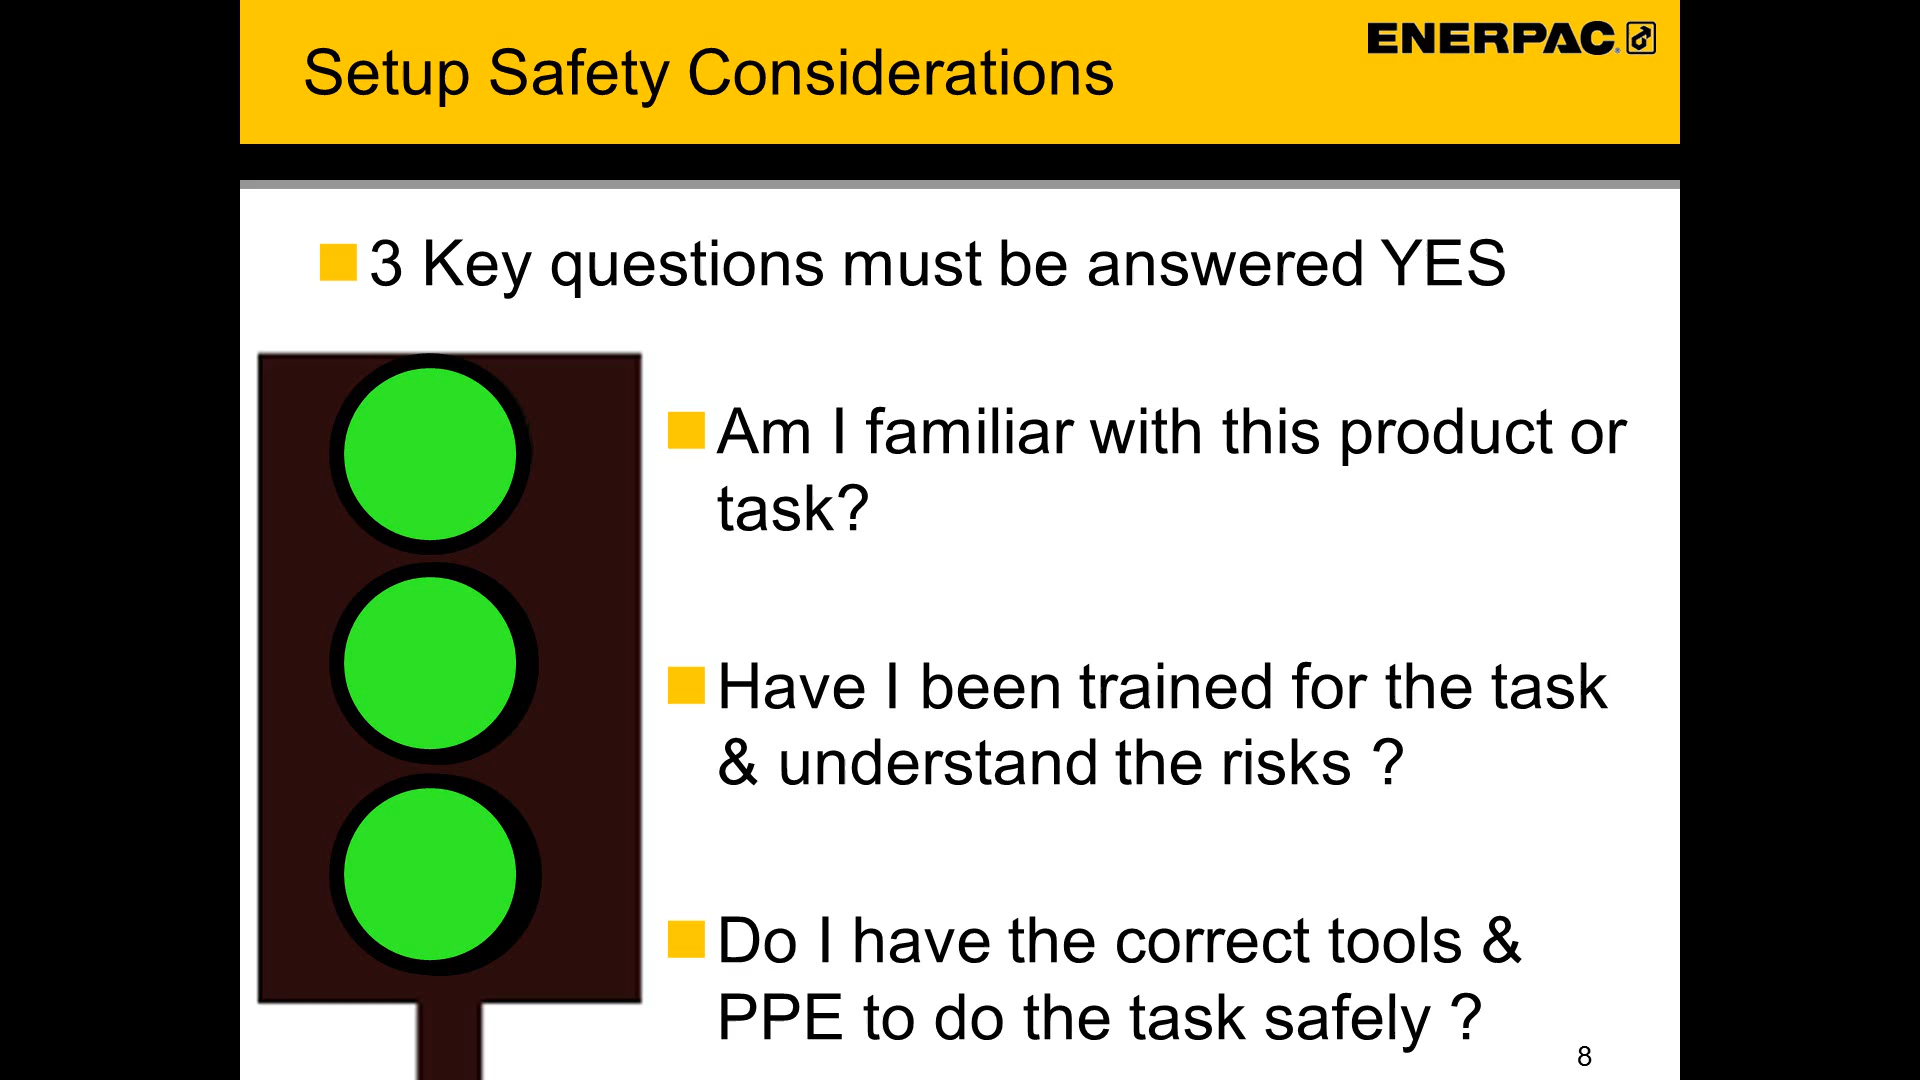 Setup Safety Considerations
ENERPAC
3 Key questions must be answered YES
Am I familiar with this product or
task?
Have I been trained for the task
& understand the risks ?
Do I have the correct tools &
PPE to do the task safely ?
8